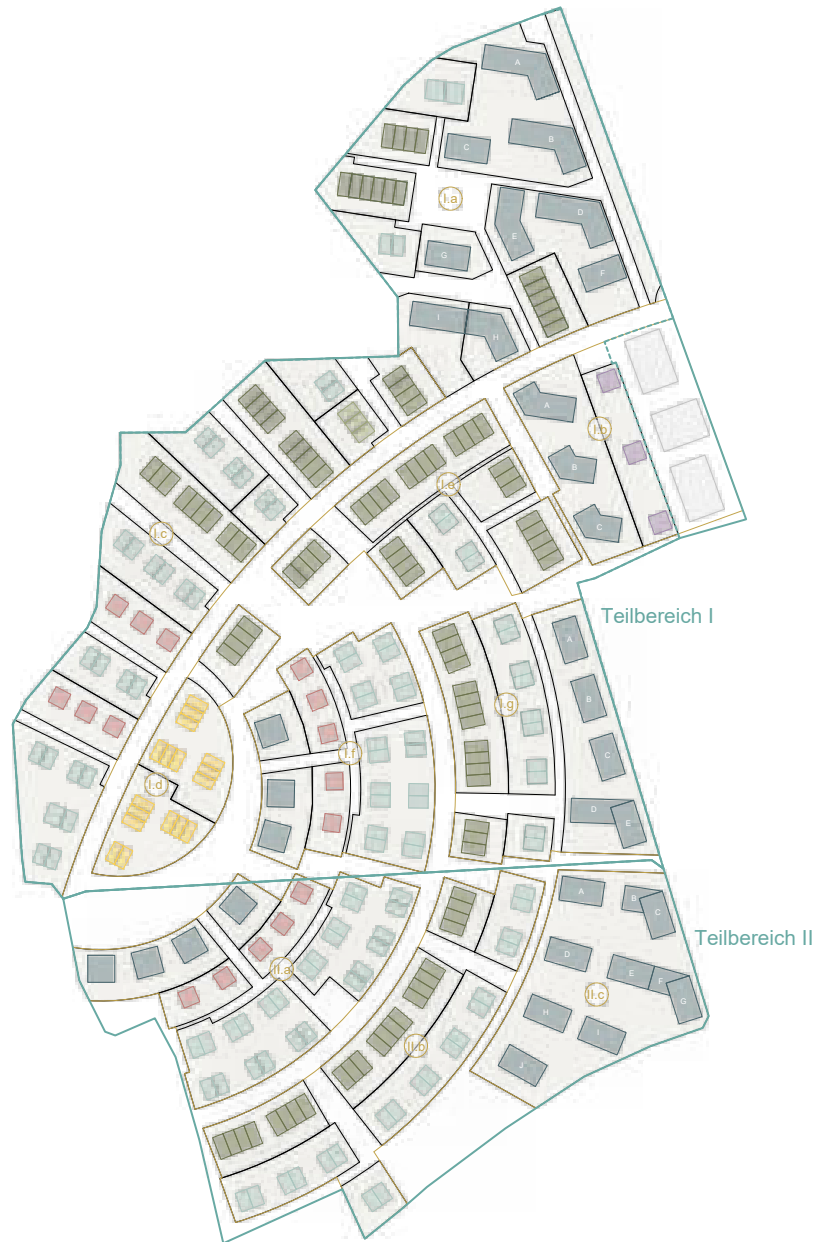 A
B
C
I.a
D
E
G
F
I
H
A
I.b
B
I.e
C
I.c
Teilbereich I
A
B
I.g
I.f
C
I.d
D
E
A
B
C
Teilbereich II
D
II.a
E
F
II.c
G
H
I
II.b
J